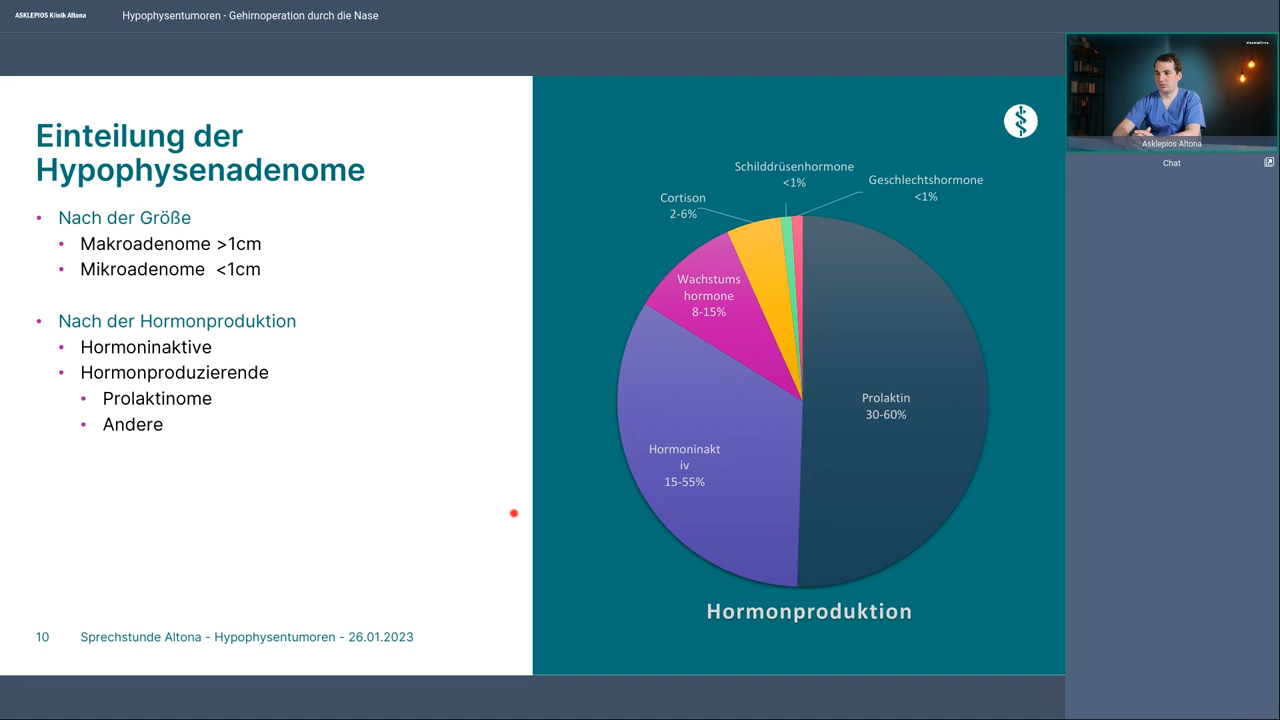 ASKLEPIOS Klinik Altona
Hypophysentumoren - Gehirnoperation durch die Nase
Einteilung der
Hypophysenadenome
• Nach der Größe
• Makroadenome >1cm
• Mikroadenome <1cm
• Nach der Hormonproduktion
• Hormoninaktive
• Hormonproduzierende
• Prolaktinome
• Andere
10 Sprechstunde Altona - Hypophysentumoren - 26.01.2023
Schilddrüsenhormone
<1%
Geschlechtshormone
<1%
Cortison
2-6%
Wachstums
hormone
8-15%
Prolaktin
30-60%
Hormoninakt
iv
15-55%
Hormonproduktion
Asklepios Altona
Chat